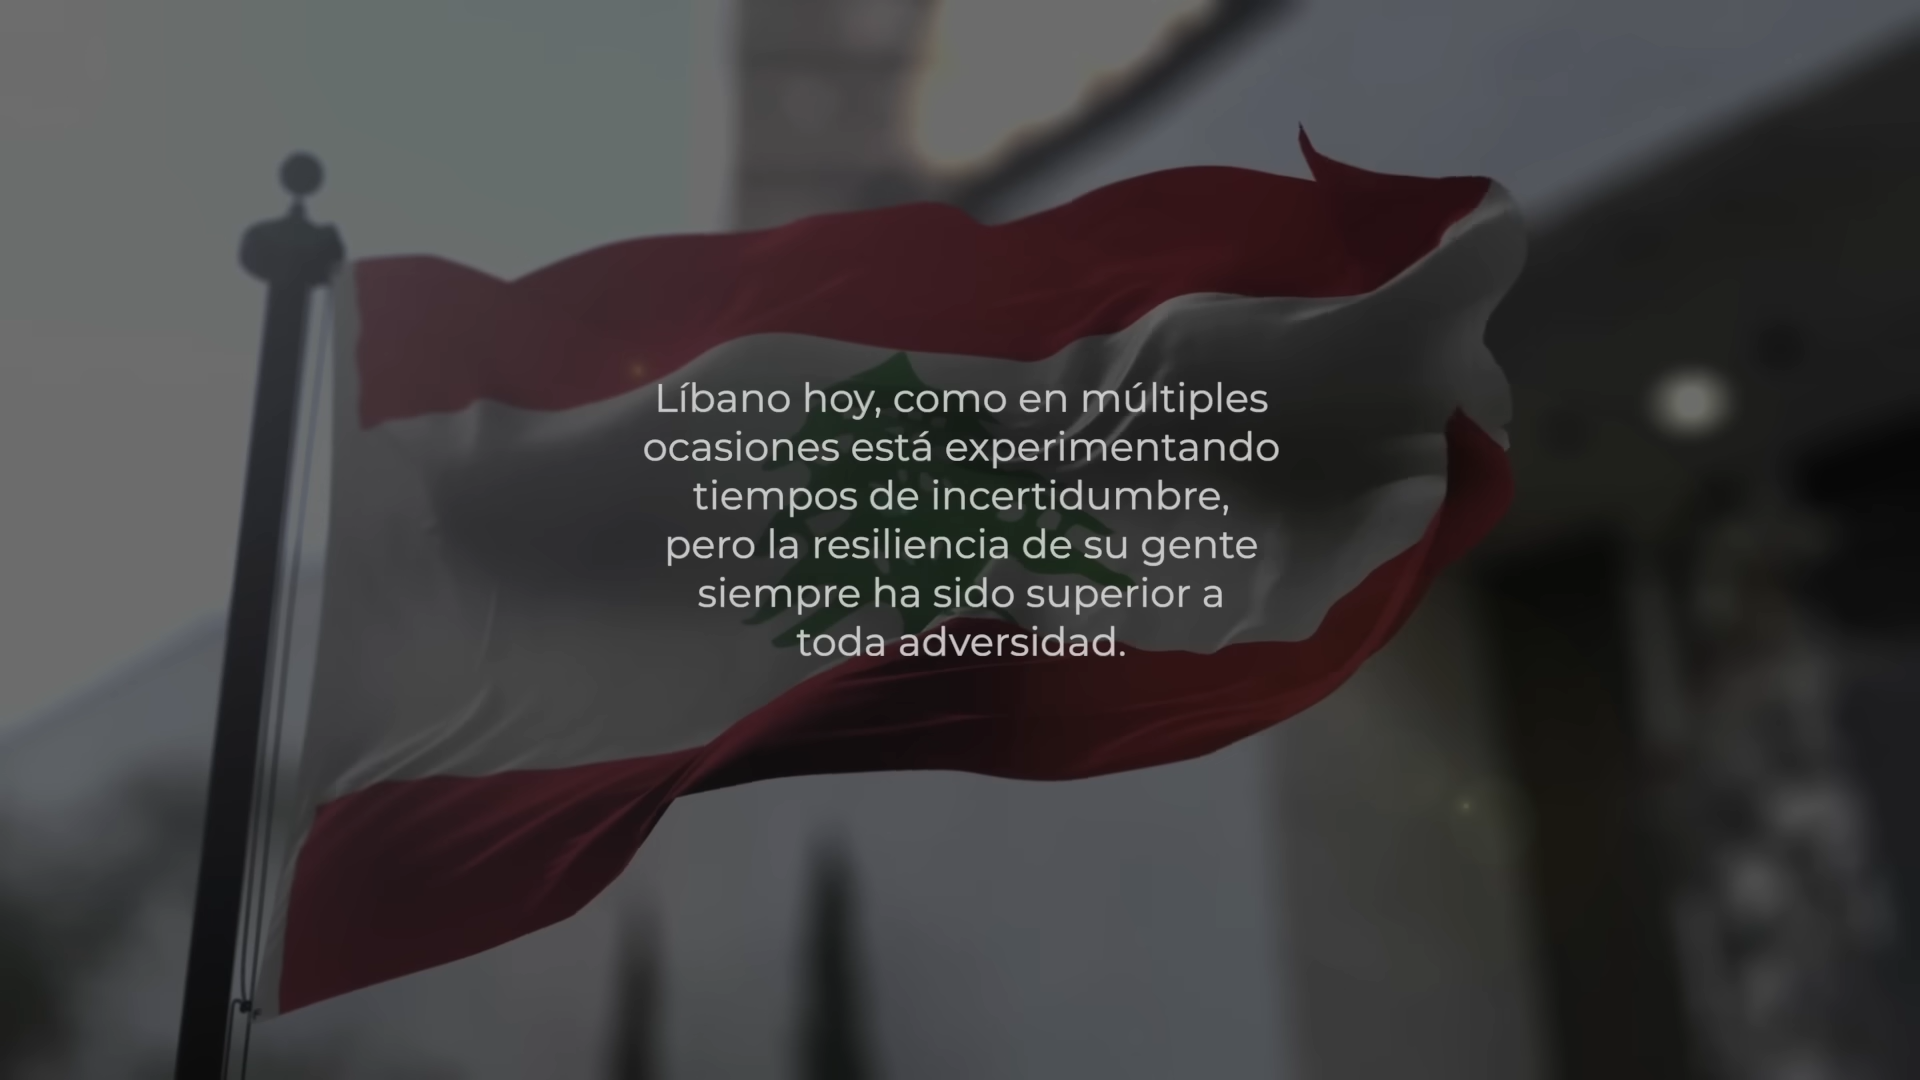 Líbano hoy, como en múltiples
ocasiones está experimentando
tiempos de incertidumbre,
pero la resiliencia de su gente
siempre ha sido superior a
toda adversidad.